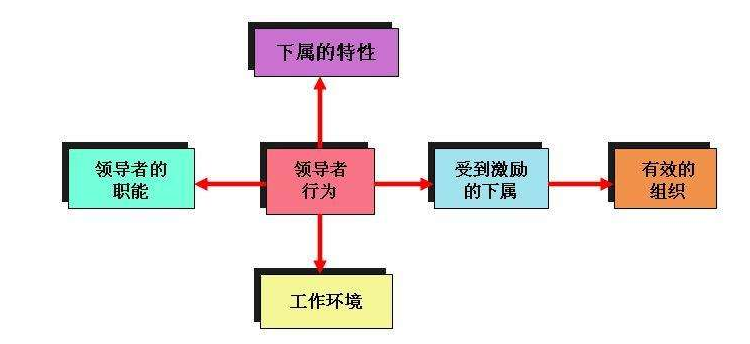 下属的特性
领导者的
职能
领导者
行为
受到激励
的下属
有效的
组织
工作环境